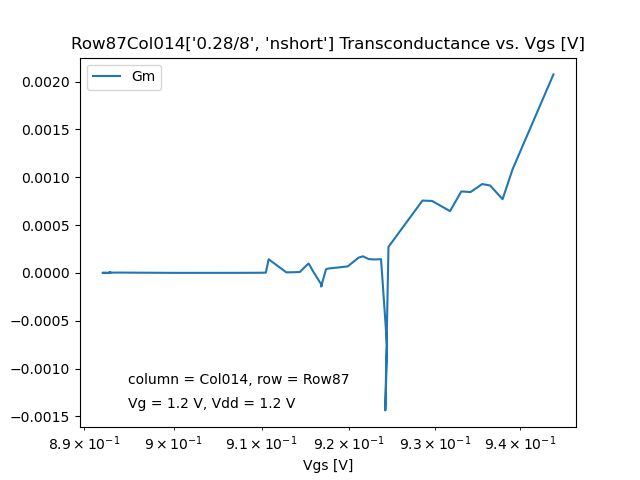 Row87Col014['0.28/8', 'nshort'] Transconductance vs. Vgs [V]
Gm
0.0020
0.0015
0.0010
0.0005
0.0000
−0.0005
−0.0010
−0.0015
column = Col014, row = Row87
Vg = 1.2 V, Vdd = 1.2 V
8.9 × 10⁻¹ 9 × 10⁻¹ 9.1 × 10⁻¹ 9.2 × 10⁻¹ 9.3 × 10⁻¹ 9.4 × 10⁻¹
Vgs [V]